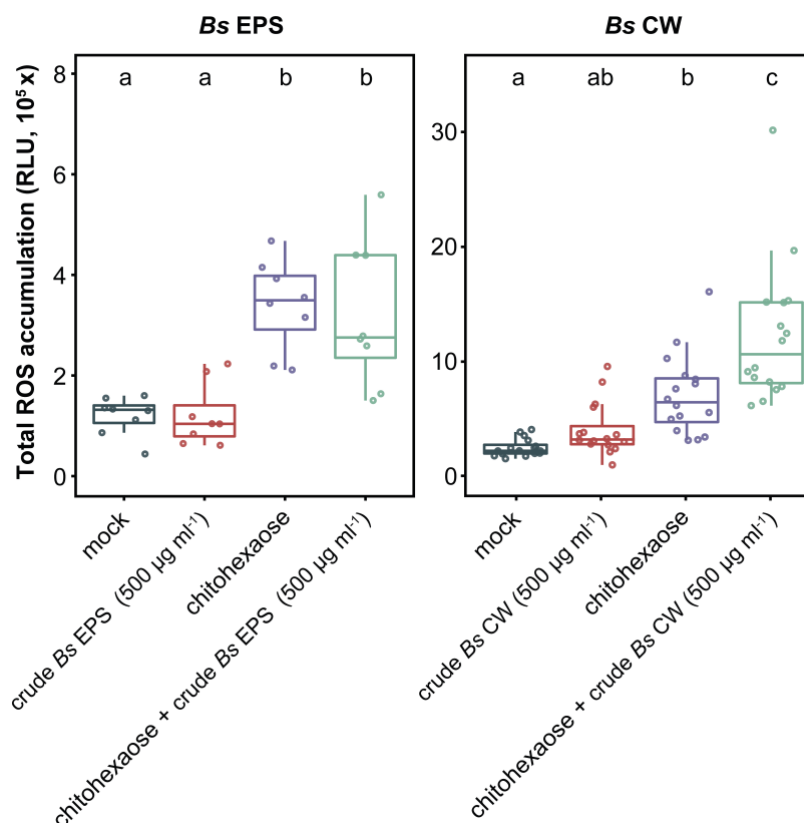 Bs EPS
Bs CW
Total ROS accumulation (RLU, 10⁵ x)
8
6
4
2
0
a
a
b
b
mock
crude Bs EPS (500 µg ml⁻¹)
chitohexaose
chitohexaose + crude Bs EPS (500 µg ml⁻¹)
30
20
10
0
a
ab
b
c
mock
crude Bs CW (500 µg ml⁻¹)
chitohexaose
chitohexaose + crude Bs CW (500 µg ml⁻¹)